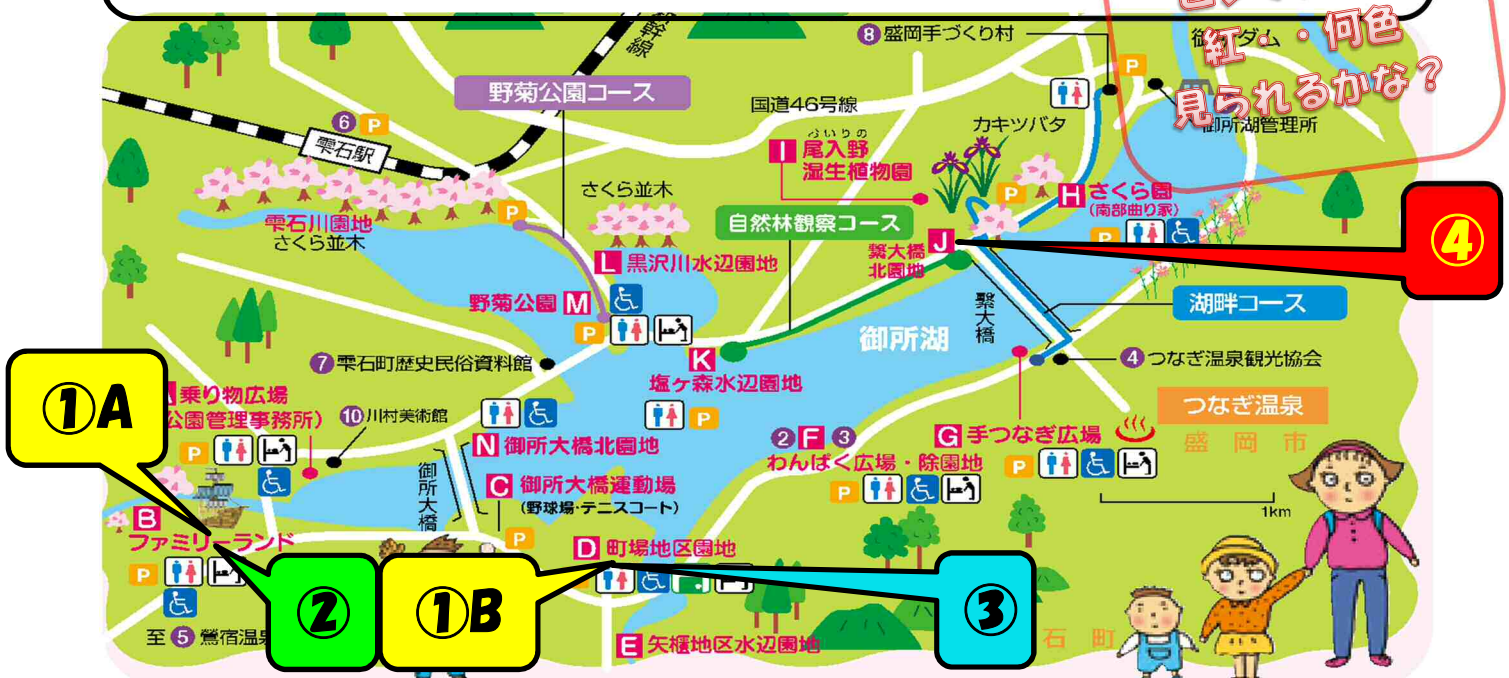 紅・・何色
見られるかな？
幹線
⑧盛岡手づくり村
ダム
P
野菊公園コース
国道46号線
御所湖管理所
カキツバタ
⑥ P
雫石駅
ふいりの
I 尾入野
湿生植物園
さくら並木
P
H さくら園
(南部曲り家)
P
雫石川園地
さくら並木
P
自然林観察コース
J
繋大橋
北園地
④
L 黒沢川水辺園地
野菊公園 M
P
繋大橋
湖畔コース
御所湖
⑦雫石町歴史民俗資料館
K
塩ヶ森水辺園地
P
④つなぎ温泉観光協会
①A
乗り物広場
公園管理事務所)
P
⑩川村美術館
つなぎ温泉
盛岡市
N 御所大橋北園地
② F ③
わんぱく広場・除園地
P
G 手つなぎ広場
P
御所大橋
C 御所大橋運動場
(野球場・テニスコート)
P
1km
B
ファミリーランド
P
D 町場地区園地
②
①B
③
至⑤鶯宿温泉
E 矢櫃地区水辺園地
石町